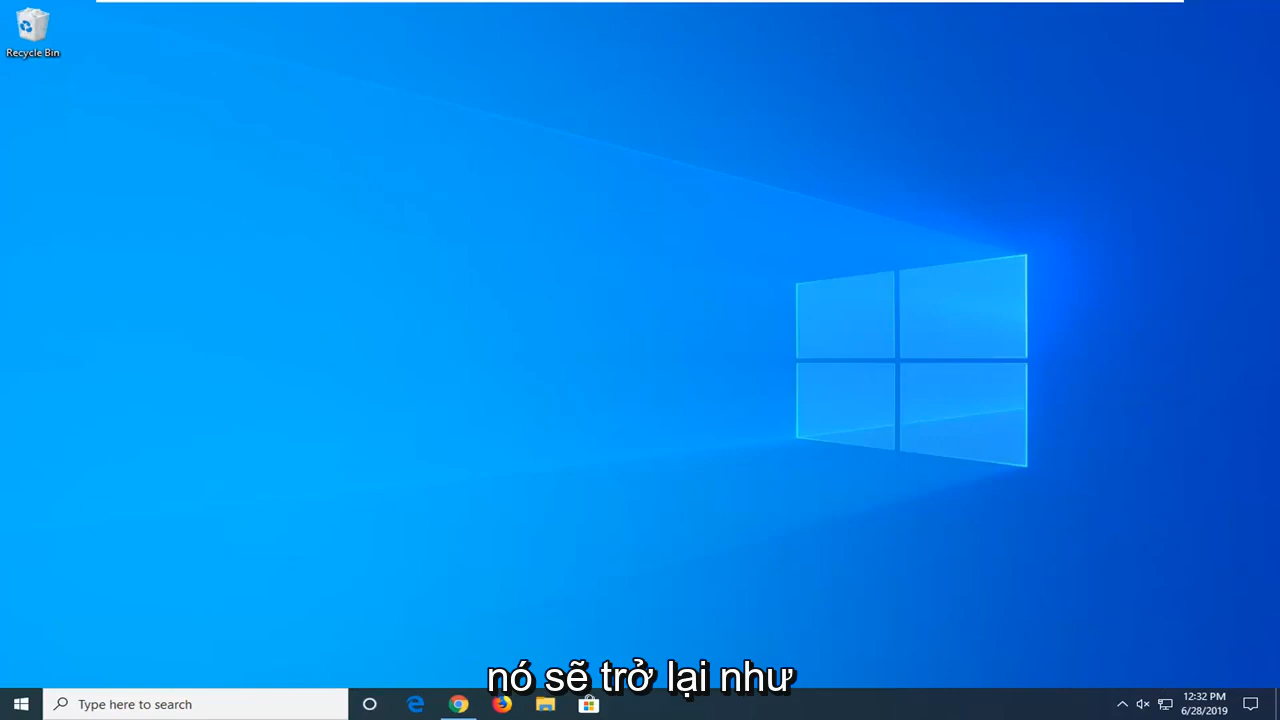 Recycle Bin
nó sẽ trở lại như
Type here to search
12:32 PM
6/28/2019